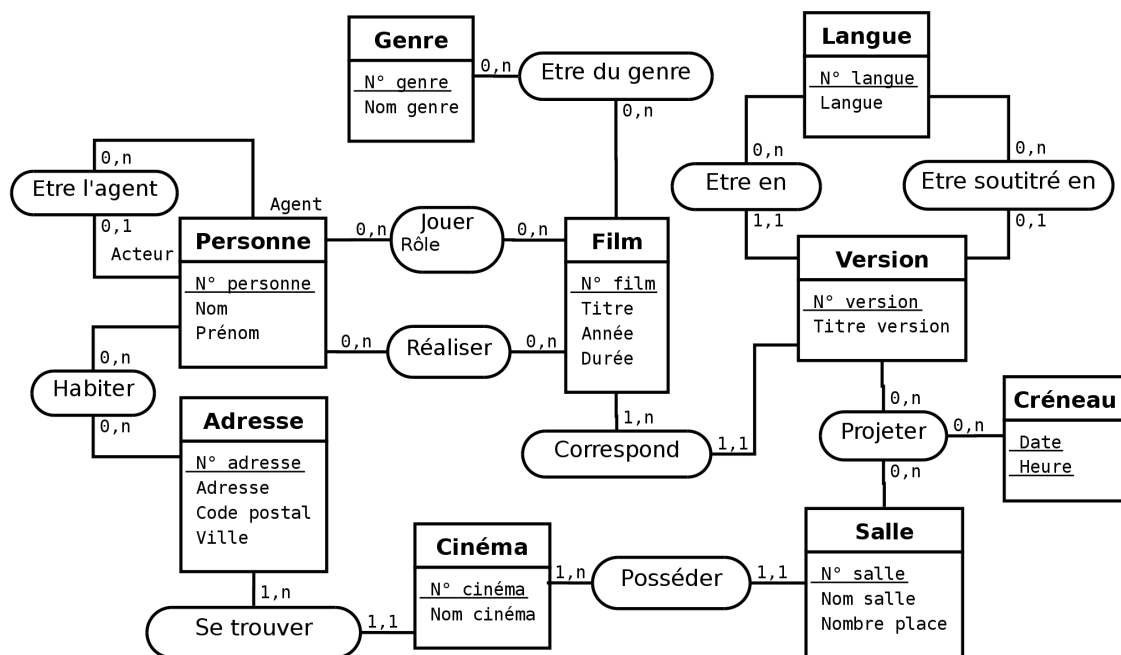 Genre
N° genre
Nom genre
0,n
Etre du genre
0,n
Langue
N° langue
Langue
0,n
Etre en
1,1
0,n
Etre soutitré en
0,1
0,n
Etre l'agent
0,1
Agent
Acteur
Personne
N° personne
Nom
Prénom
0,n
Jouer
Rôle
0,n
Film
N° film
Titre
Année
Durée
0,n
Réaliser
0,n
Version
N° version
Titre version
0,n
Habiter
0,n
Adresse
N° adresse
Adresse
Code postal
Ville
1,n
Correspond
1,1
0,n
Projeter
0,n
0,n
Créneau
Date
Heure
1,n
Se trouver
1,1
Cinéma
N° cinéma
Nom cinéma
1,n
Posséder
1,1
Salle
N° salle
Nom salle
Nombre place